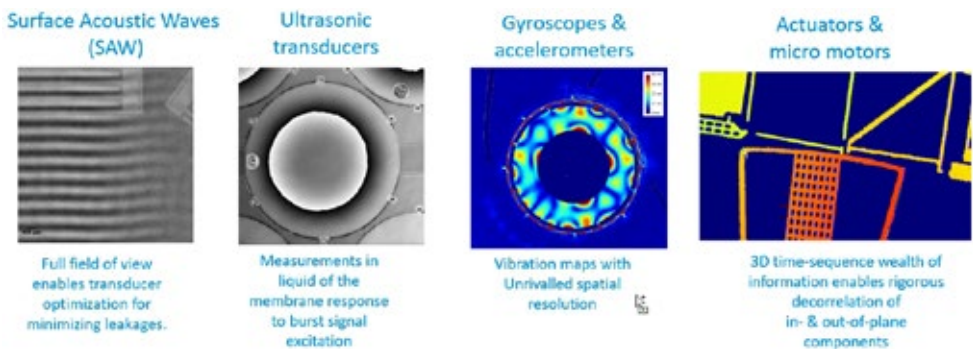 Surface Acoustic Waves
(SAW)
Full field of view
enables transducer
optimization for
minimizing leakages.
Ultrasonic
transducers
Measurements in
liquid of the
membrane response
to burst signal
excitation
Gyroscopes &
accelerometers
Vibration maps with
Unrivalled spatial
resolution
Actuators &
micro motors
3D time-sequence wealth of
information enables rigorous
decorrelation of
in- & out-of-plane
components